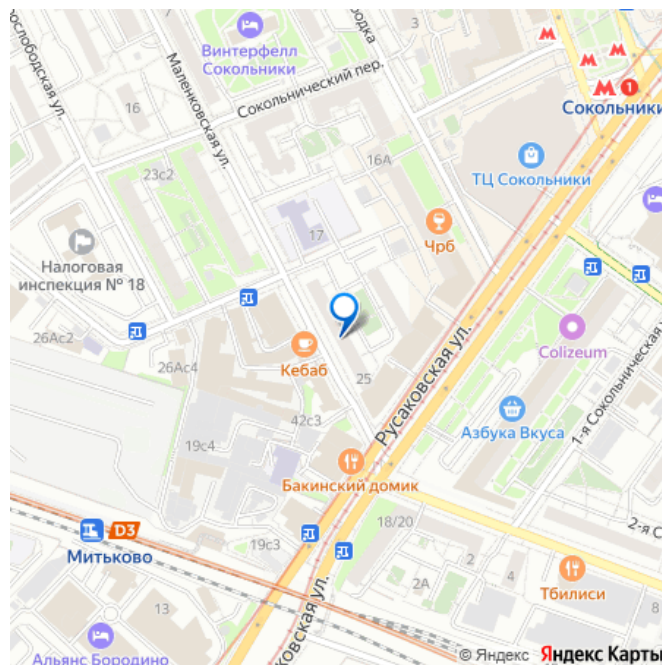 Винтерфелл
Сокольники
Сокольнический пер.
Маленковская ул.
16
16А
1
Сокольники
ТЦ Сокольники
23с2
17
Чрб
Налоговая
инспекция № 18
26Ас2
26Ас4
Кебаб
25
Русаковская ул.
Colizeum
1-я Сокольническая
42с3
19с4
Азбука Вкуса
Бакинский домик
18/20
D3
Митьково
19с3
2А
2
4
Тбилиси
8
13
Альянс Бородино
© Яндекс Яндекс Карты